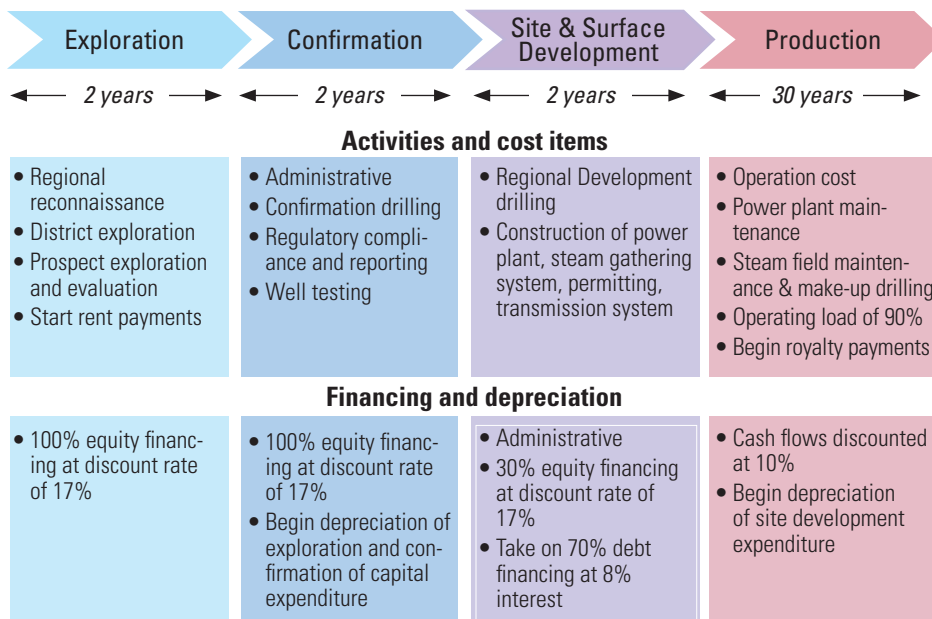 Exploration
Confirmation
Site & Surface
Development
Production
2 years
2 years
2 years
30 years
Activities and cost items
• Regional
reconnaissance
• District exploration
• Prospect exploration
and evaluation
• Start rent payments
• Administrative
• Confirmation drilling
• Regulatory compli-
ance and reporting
• Well testing
• Regional Development
drilling
• Construction of power
plant, steam gathering
system, permitting,
transmission system
• Operation cost
• Power plant main-
tenance
• Steam field mainten-
ance & make-up drilling
• Operating load of 90%
• Begin royalty payments
Financing and depreciation
• 100% equity financ-
ing at discount rate
of 17%
• 100% equity financ-
ing at discount rate
of 17%
• Begin depreciation of
exploration and con-
firmation of capital
expenditure
• Administrative
• 30% equity financing
at discount rate of
17%
• Take on 70% debt
financing at 8%
interest
• Cash flows discounted
at 10%
• Begin depreciation
of site development
expenditure